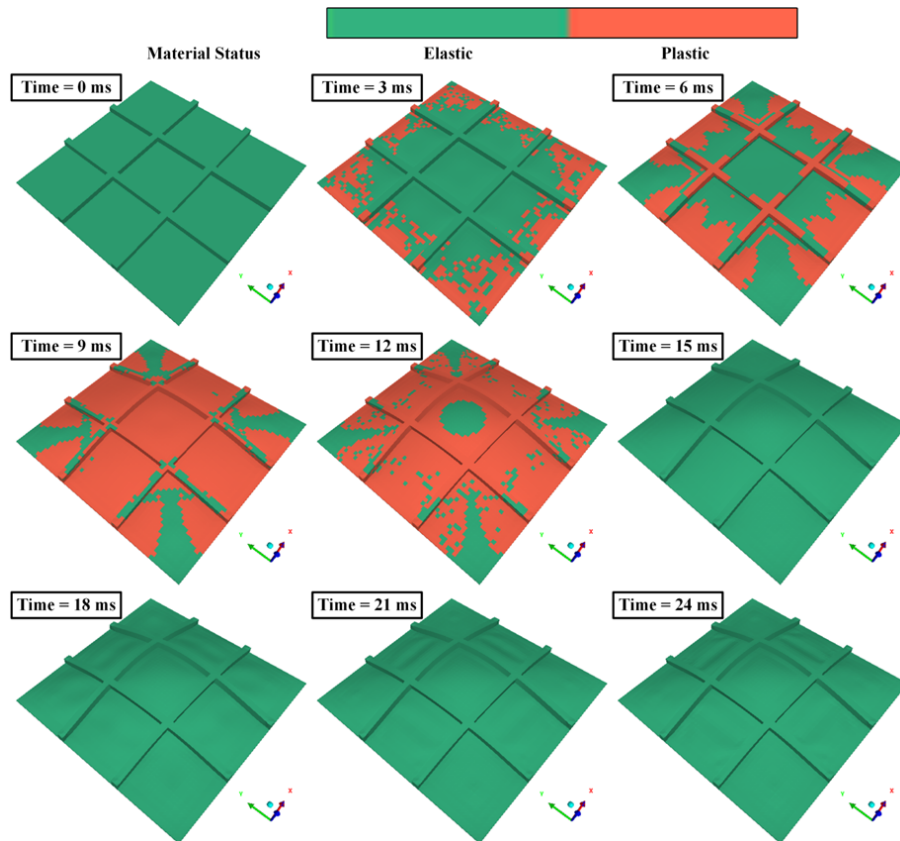 Material Status Elastic Plastic
Time = 0 ms Time = 3 ms Time = 6 ms
Y X Y X Y X
Time = 9 ms Time = 12 ms Time = 15 ms
Y X Y X Y X
Time = 18 ms Time = 21 ms Time = 24 ms
Y X Y X Y X